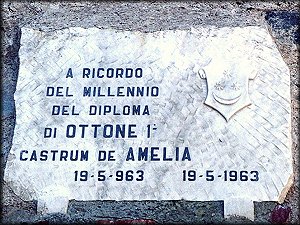 A RICORDO
DEL MILLENNIO
DEL DIPLOMA
DI OTTONE I°
CASTRUM DE AMELIA
19-5-963 19-5-1963